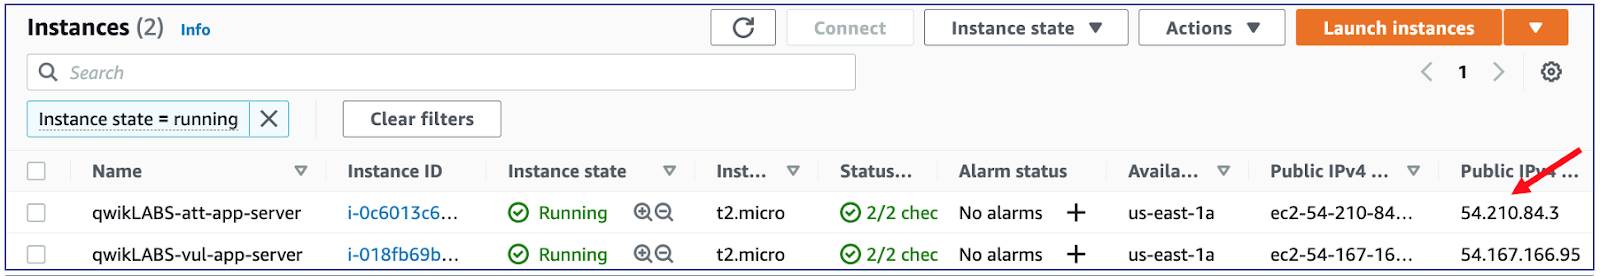 Instances (2) Info Connect Instance state Actions Launch instances
Search 1
Instance state = running Clear filters
Name Instance ID Instance state Inst... Status... Alarm status Availa... Public IPv4 ... Public IPv4 ...
qwikLABS-att-app-server i-0c6013c6... Running t2.micro 2/2 chec No alarms + us-east-1a ec2-54-210-84... 54.210.84.3
qwikLABS-vul-app-server i-018fb69b... Running t2.micro 2/2 chec No alarms + us-east-1a ec2-54-167-16... 54.167.166.95